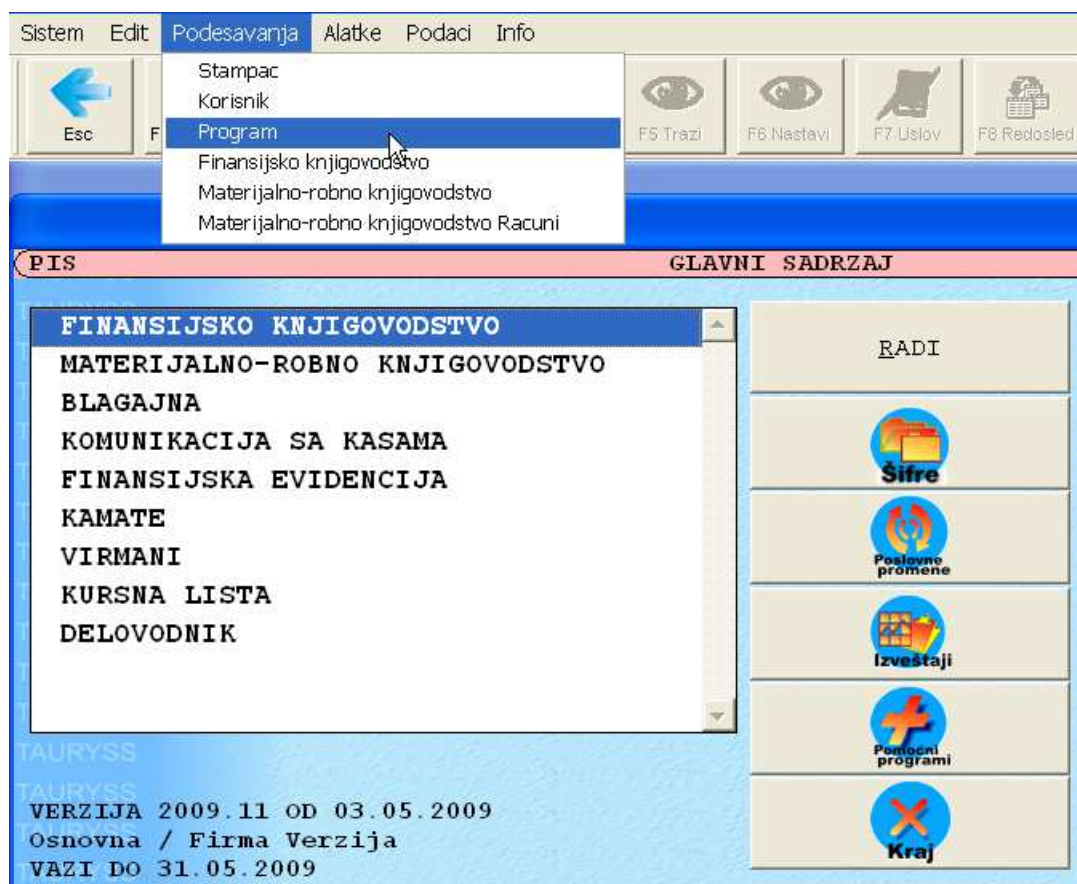 Sistem Edit Podesavanja Alatke Podaci Info
Stampac
Korisnik
Program
Finansijsko knjigovodstvo
Materijalno-robno knjigovodstvo
Materijalno-robno knjigovodstvo Racuni
Esc F F5 Trazi F6 Nastavi F7 Uslov F8 Redosled
PIS GLAVNI SADRZAJ
FINANSIJSKO KNJIGOVODSTVO
MATERIJALNO-ROBNO KNJIGOVODSTVO
BLAGAJNA
KOMUNIKACIJA SA KASAMA
FINANSIJSKA EVIDENCIJA
KAMATE
VIRMANI
KURSNA LISTA
DELOVODNIK
RADI
Šifre
Poslovne
promene
Izveštaji
Pomoćni
programi
Kraj
TAURYSS
TAURYSS
VERZIJA 2009.11 OD 03.05.2009
Osnovna / Firma Verzija
VAZI DO 31.05.2009